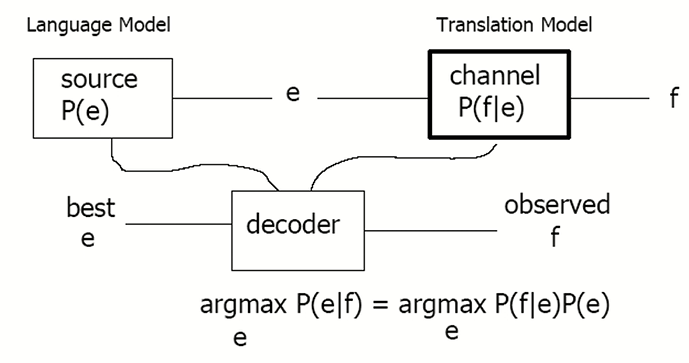 Language Model
Translation Model
source
P(e)
e
channel
P(f|e)
f
best
e
decoder
observed
f
argmax P(e|f) = argmax P(f|e)P(e)
e e